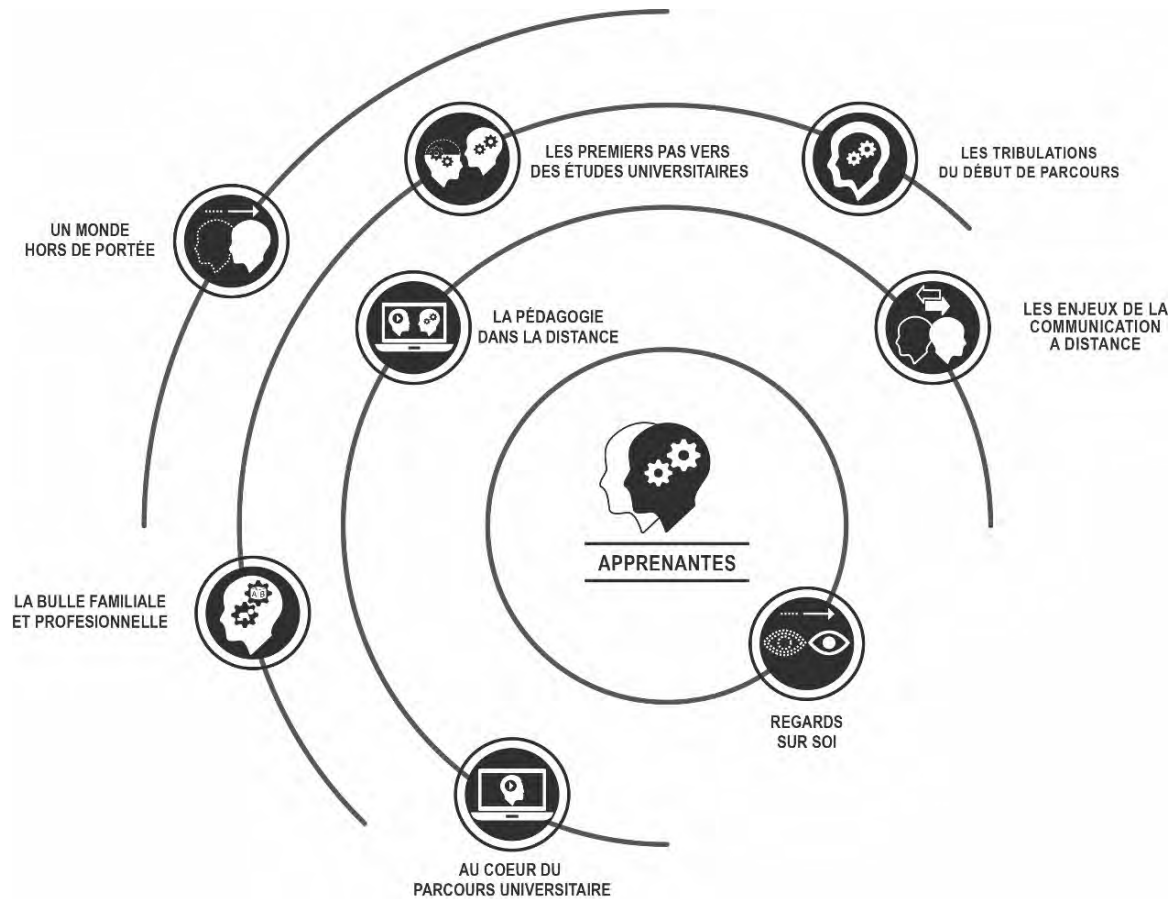 LES PREMIERS PAS VERS
DES ÉTUDES UNIVERSITAIRES
LES TRIBULATIONS
DU DÉBUT DE PARCOURS
UN MONDE
HORS DE PORTÉE
LA PÉDAGOGIE
DANS LA DISTANCE
LES ENJEUX DE LA
COMMUNICATION
A DISTANCE
APPRENANTES
LA BULLE FAMILIALE
ET PROFESIONNELLE
A B
REGARDS
SUR SOI
AU COEUR DU
PARCOURS UNIVERSITAIRE